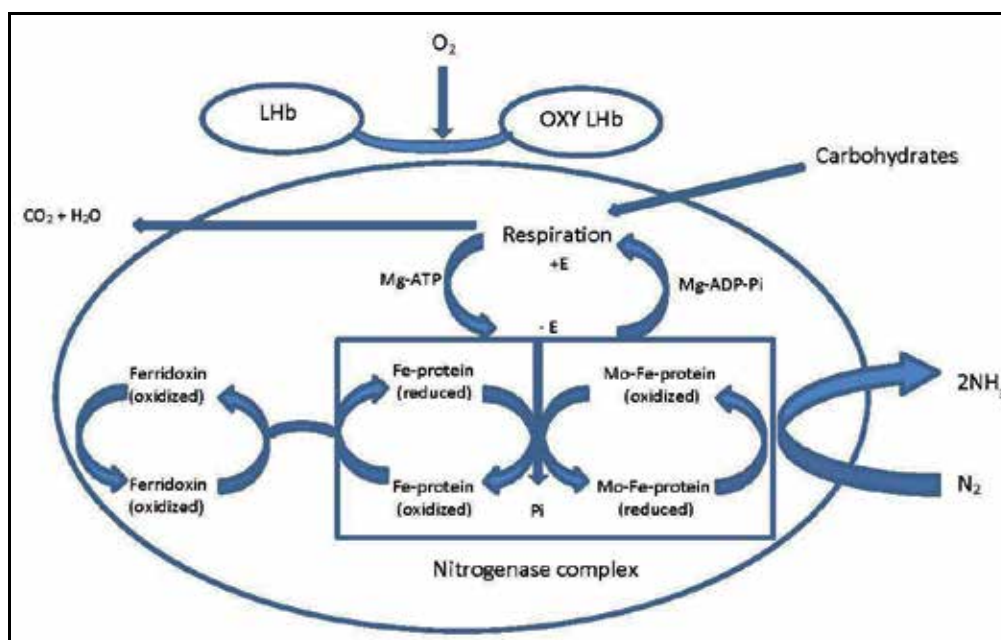 O₂
LHb
OXY LHb
Carbohydrates
CO₂ + H₂O
Respiration
+E
Mg-ATP
Mg-ADP-Pi
- E
Ferridoxin
(oxidized)
Fe-protein
(reduced)
Mo-Fe-protein
(oxidized)
2NH
N₂
Ferridoxin
(oxidized)
Fe-protein
(oxidized)
Pi
Mo-Fe-protein
(reduced)
Nitrogenase complex